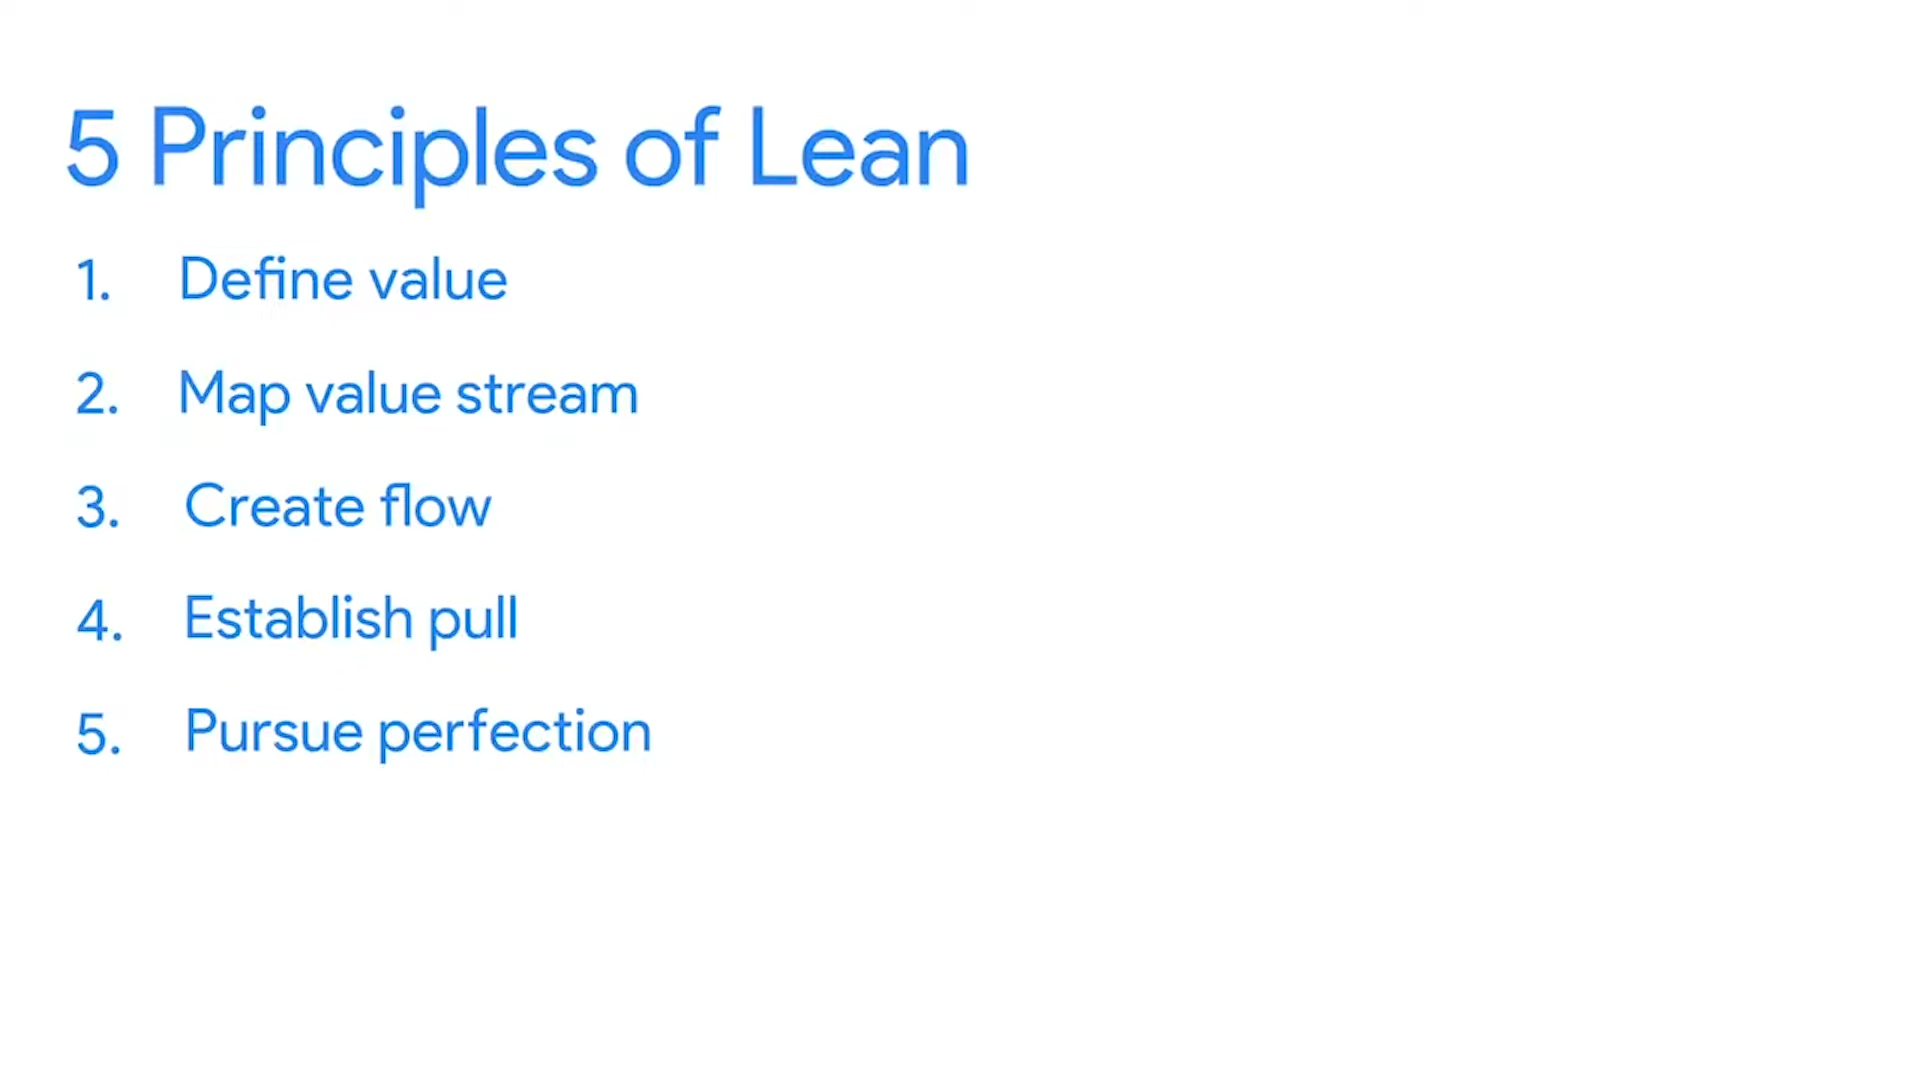 5 Principles of Lean
1. Define value
2. Map value stream
3. Create flow
4. Establish pull
5. Pursue perfection